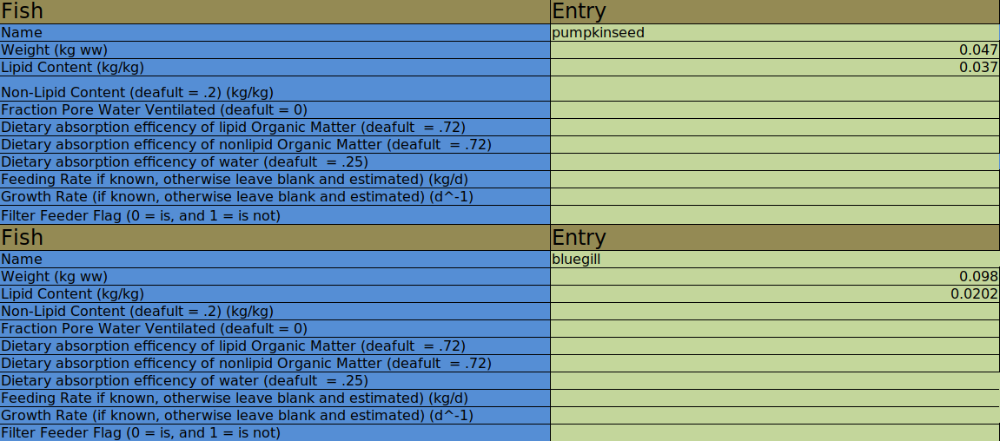 Fish Entry
Name pumpkinseed
Weight (kg ww) 0.047
Lipid Content (kg/kg) 0.037
Non-Lipid Content (deafult = .2) (kg/kg)
Fraction Pore Water Ventilated (deafult = 0)
Dietary absorption efficency of lipid Organic Matter (deafult  = .72)
Dietary absorption efficency of nonlipid Organic Matter (deafult  = .72)
Dietary absorption efficency of water (deafult  = .25)
Feeding Rate if known, otherwise leave blank and estimated) (kg/d)
Growth Rate (if known, otherwise leave blank and estimated) (d^-1)
Filter Feeder Flag (0 = is, and 1 = is not)
Fish Entry
Name bluegill
Weight (kg ww) 0.098
Lipid Content (kg/kg) 0.0202
Non-Lipid Content (deafult = .2) (kg/kg)
Fraction Pore Water Ventilated (deafult = 0)
Dietary absorption efficency of lipid Organic Matter (deafult  = .72)
Dietary absorption efficency of nonlipid Organic Matter (deafult  = .72)
Dietary absorption efficency of water (deafult  = .25)
Feeding Rate if known, otherwise leave blank and estimated) (kg/d)
Growth Rate (if known, otherwise leave blank and estimated) (d^-1)
Filter Feeder Flag (0 = is, and 1 = is not)